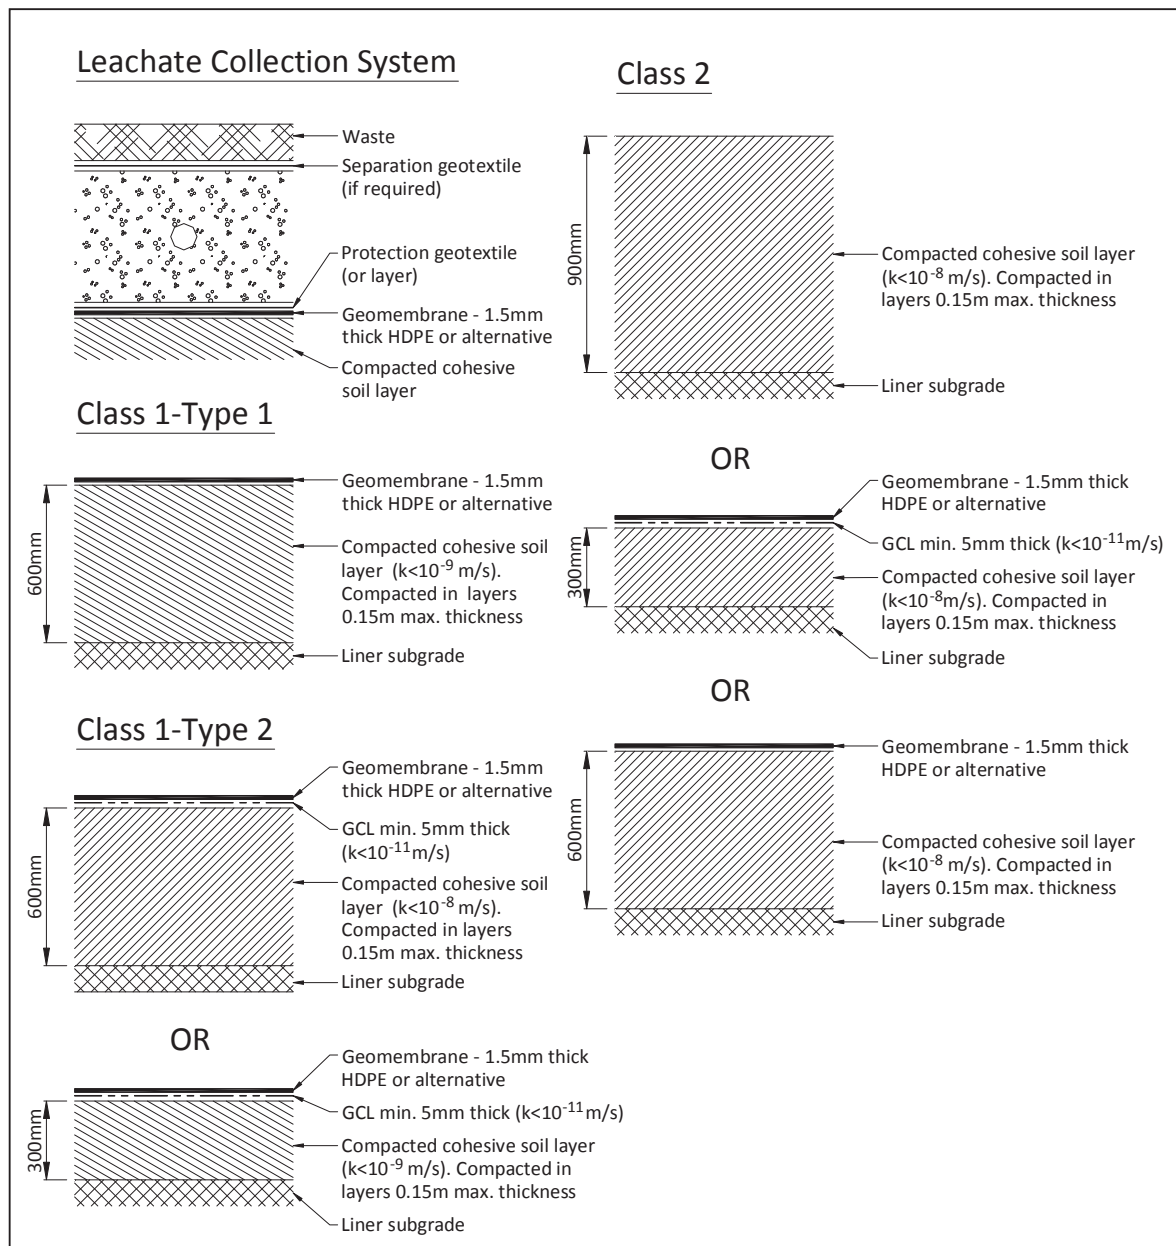 Leachate Collection System
Waste
Separation geotextile
(if required)
Protection geotextile
(or layer)
Geomembrane - 1.5mm
thick HDPE or alternative
Compacted cohesive
soil layer
Class 1-Type 1
Geomembrane - 1.5mm
thick HDPE or alternative
600mm
Compacted cohesive soil
layer (k<10⁻⁹ m/s).
Compacted in layers
0.15m max. thickness
Liner subgrade
Class 1-Type 2
Geomembrane - 1.5mm
thick HDPE or alternative
GCL min. 5mm thick
(k<10⁻¹¹m/s)
600mm
Compacted cohesive soil
layer (k<10⁻⁸ m/s).
Compacted in layers
0.15m max. thickness
Liner subgrade
OR
Geomembrane - 1.5mm thick
HDPE or alternative
GCL min. 5mm thick (k<10⁻¹¹m/s)
300mm
Compacted cohesive soil layer
(k<10⁻⁹ m/s). Compacted in
layers 0.15m max. thickness
Liner subgrade
Class 2
900mm
Compacted cohesive soil layer
(k<10⁻⁸ m/s). Compacted in
layers 0.15m max. thickness
Liner subgrade
OR
Geomembrane - 1.5mm thick
HDPE or alternative
GCL min. 5mm thick (k<10⁻¹¹m/s)
300mm
Compacted cohesive soil layer
(k<10⁻⁸m/s). Compacted in
layers 0.15m max. thickness
Liner subgrade
OR
Geomembrane - 1.5mm thick
HDPE or alternative
600mm
Compacted cohesive soil layer
(k<10⁻⁸ m/s). Compacted in
layers 0.15m max. thickness
Liner subgrade